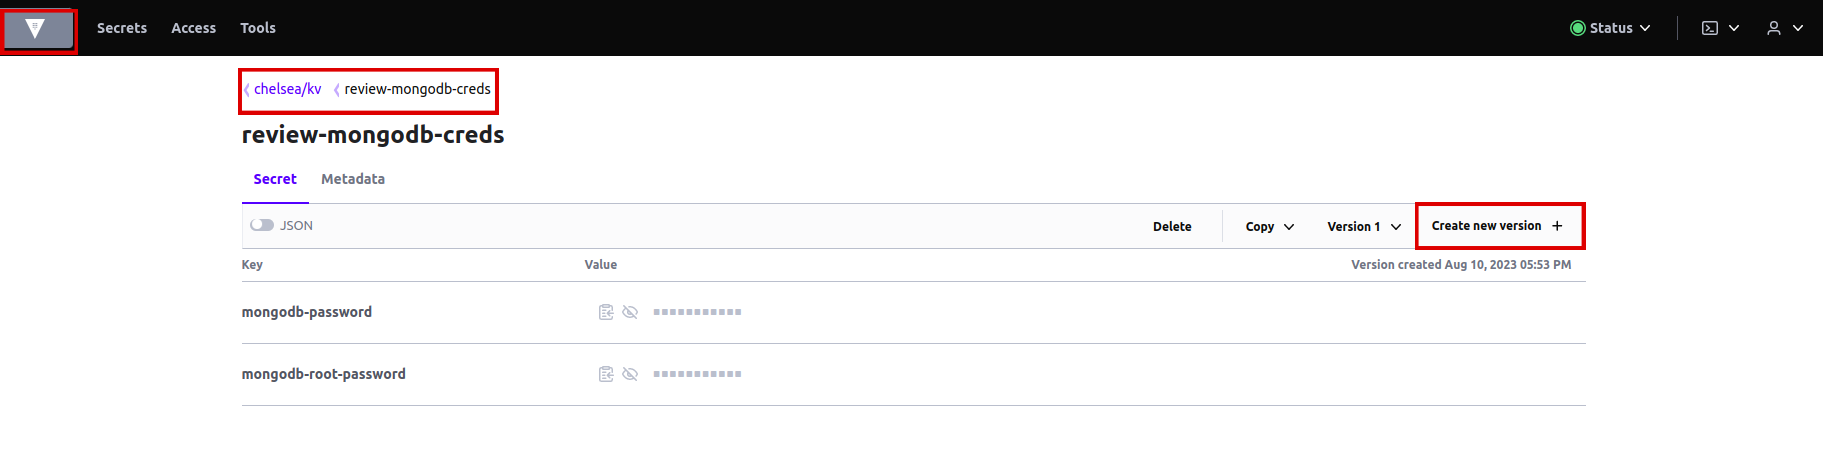 Secrets Access Tools Status
chelsea/kv review-mongodb-creds
review-mongodb-creds
Secret Metadata
JSON Delete Copy Version 1 Create new version +
Key Value Version created Aug 10, 2023 05:53 PM
mongodb-password
mongodb-root-password